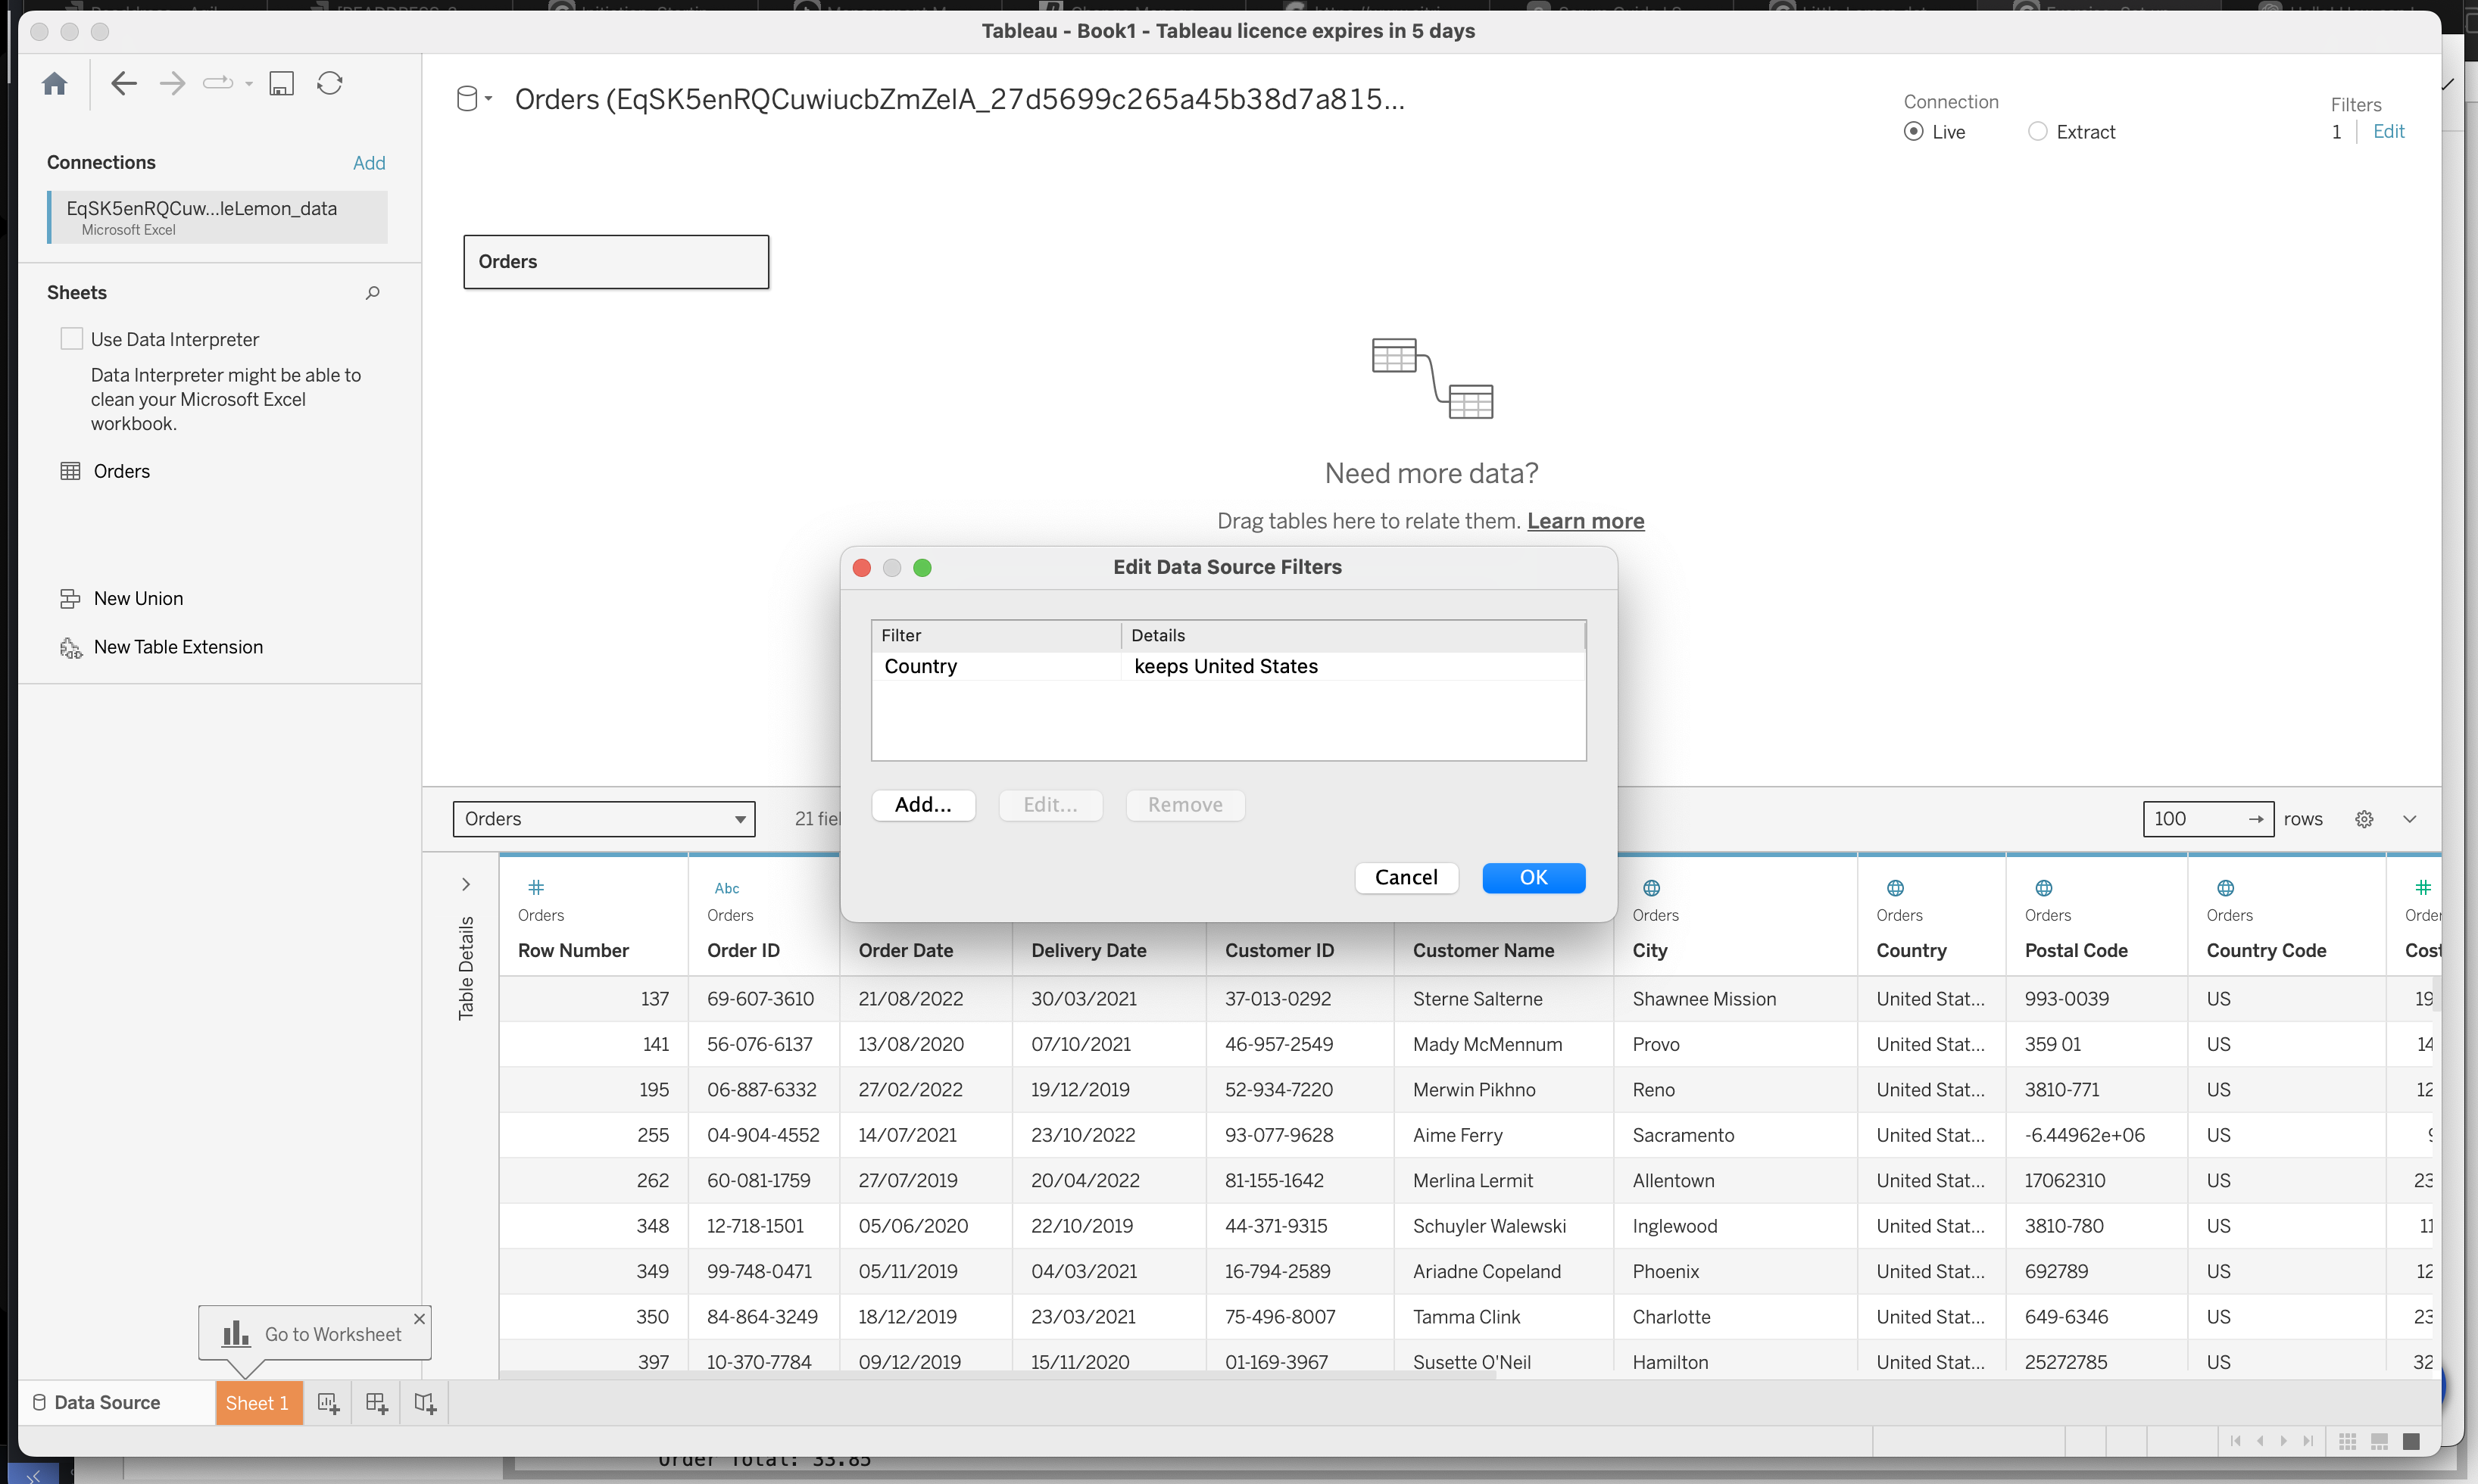 Tableau - Book1 - Tableau licence expires in 5 days
Orders (EqSK5enRQCuwiucbZmZelA_27d5699c265a45b38d7a815...
Connection
Live
Extract
Filters
1
Edit
Connections
Add
EqSK5enRQCuw...leLemon_data
Microsoft Excel
Sheets
Use Data Interpreter
Data Interpreter might be able to
clean your Microsoft Excel
workbook.
Orders
New Union
New Table Extension
Orders
Need more data?
Drag tables here to relate them. Learn more
Edit Data Source Filters
Filter Details
Country keeps United States
Add...
Edit...
Remove
Cancel
OK
Orders
21 fiel
100
rows
Table Details
Abc
Orders Orders Orders Orders Orders Orders
Row Number Order ID Order Date Delivery Date Customer ID Customer Name City Country Postal Code Country Code Cost
137 69-607-3610 21/08/2022 30/03/2021 37-013-0292 Sterne Salterne Shawnee Mission United Stat... 993-0039 US 19
141 56-076-6137 13/08/2020 07/10/2021 46-957-2549 Mady McMennum Provo United Stat... 359 01 US 14
195 06-887-6332 27/02/2022 19/12/2019 52-934-7220 Merwin Pikhno Reno United Stat... 3810-771 US 12
255 04-904-4552 14/07/2021 23/10/2022 93-077-9628 Aime Ferry Sacramento United Stat... -6.44962e+06 US
262 60-081-1759 27/07/2019 20/04/2022 81-155-1642 Merlina Lermit Allentown United Stat... 17062310 US 23
348 12-718-1501 05/06/2020 22/10/2019 44-371-9315 Schuyler Walewski Inglewood United Stat... 3810-780 US 11
349 99-748-0471 05/11/2019 04/03/2021 16-794-2589 Ariadne Copeland Phoenix United Stat... 692789 US 12
350 84-864-3249 18/12/2019 23/03/2021 75-496-8007 Tamma Clink Charlotte United Stat... 649-6346 US 23
397 10-370-7784 09/12/2019 15/11/2020 01-169-3967 Susette O'Neil Hamilton United Stat... 25272785 US 32
Go to Worksheet
Data Source
Sheet 1
Order Total: 33.85